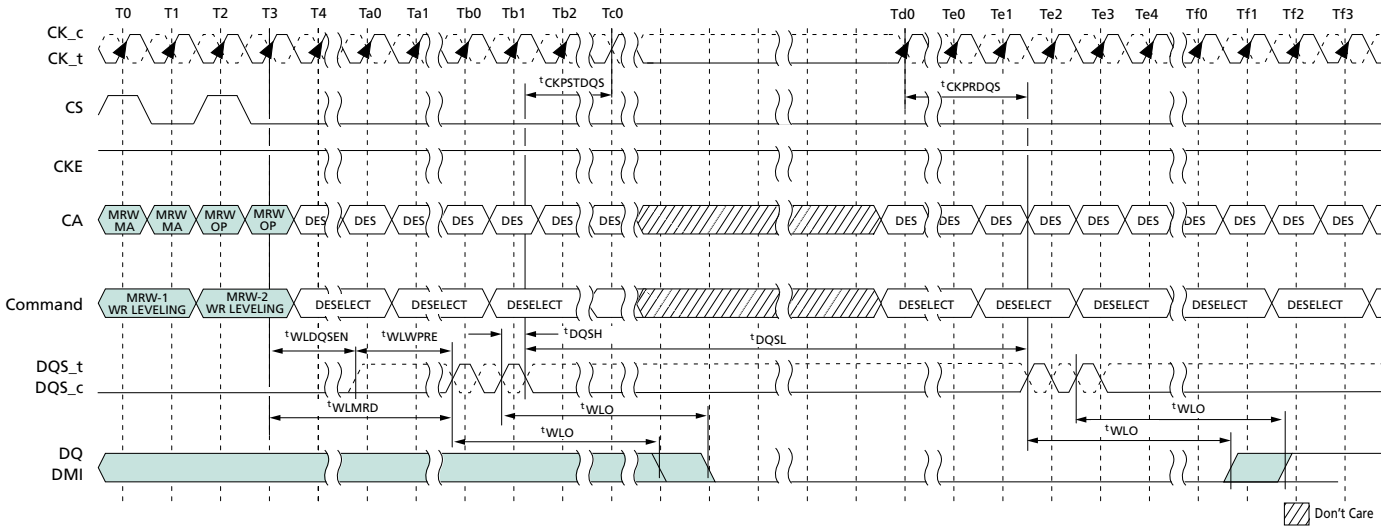 T0 T1 T2 T3 T4 Ta0 Ta1 Tb0 Tb1 Tb2 Tc0 Td0 Te0 Te1 Te2 Te3 Te4 Tf0 Tf1 Tf2 Tf3
CK_c
CK_t
tCKPSTDQS tCKPRDQS
CS
CKE
CA
MRW MA MRW MA MRW OP MRW OP DES DES DES DES DES DES DES DES DES DES DES DES DES DES DES DES DES
Command
MRW-1 WR LEVELING MRW-2 WR LEVELING DESELECT DESELECT DESELECT DESELECT DESELECT DESELECT DESELECT DESELECT
tWLDQSEN tWLWPRE tDQSH tDQSL
DQS_t
DQS_c
tWLMRD tWLO tWLO
tWLO tWLO
DQ
DMI
Don't Care